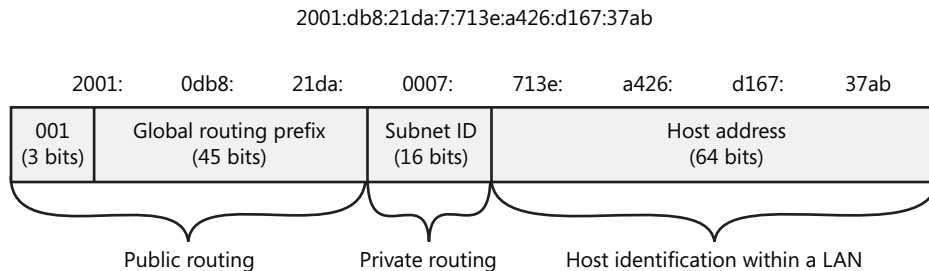 2001:db8:21da:7:713e:a426:d167:37ab
2001: 0db8: 21da: 0007: 713e: a426: d167: 37ab
001 Global routing prefix Subnet ID Host address
(3 bits) (45 bits) (16 bits) (64 bits)
Public routing Private routing Host identification within a LAN